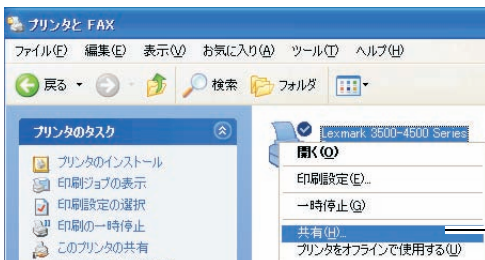 プリンタと FAX
ファイル(F) 編集(E) 表示(V) お気に入り(A) ツール(T) ヘルプ(H)
戻る 検索 フォルダ
プリンタのタスク
プリンタのインストール
印刷ジョブの表示
印刷設定の選択
印刷の一時停止
このプリンタの共有
Lexmark 3500-4500 Series
開く(O)
印刷設定(E)...
一時停止(G)
共有(H)...
プリンタをオフラインで使用する(U)